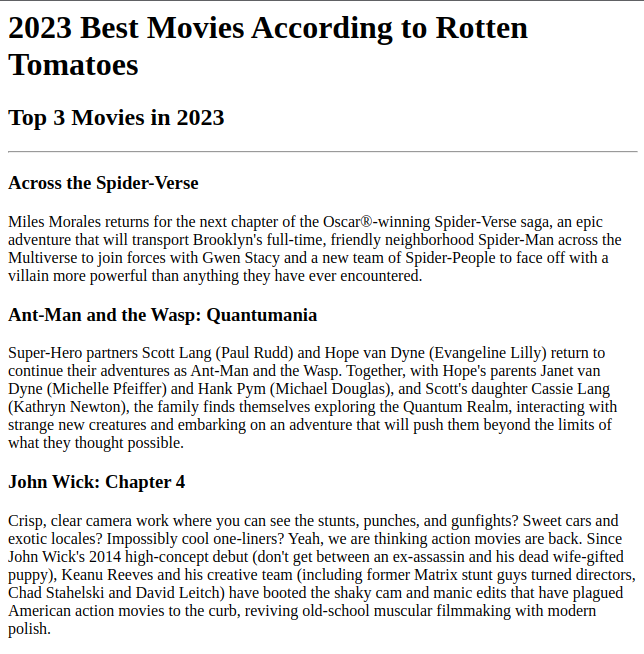 2023 Best Movies According to Rotten
Tomatoes
Top 3 Movies in 2023
Across the Spider-Verse
Miles Morales returns for the next chapter of the Oscar®-winning Spider-Verse saga, an epic
adventure that will transport Brooklyn's full-time, friendly neighborhood Spider-Man across the
Multiverse to join forces with Gwen Stacy and a new team of Spider-People to face off with a
villain more powerful than anything they have ever encountered.
Ant-Man and the Wasp: Quantumania
Super-Hero partners Scott Lang (Paul Rudd) and Hope van Dyne (Evangeline Lilly) return to
continue their adventures as Ant-Man and the Wasp. Together, with Hope's parents Janet van
Dyne (Michelle Pfeiffer) and Hank Pym (Michael Douglas), and Scott's daughter Cassie Lang
(Kathryn Newton), the family finds themselves exploring the Quantum Realm, interacting with
strange new creatures and embarking on an adventure that will push them beyond the limits of
what they thought possible.
John Wick: Chapter 4
Crisp, clear camera work where you can see the stunts, punches, and gunfights? Sweet cars and
exotic locales? Impossibly cool one-liners? Yeah, we are thinking action movies are back. Since
John Wick's 2014 high-concept debut (don't get between an ex-assassin and his dead wife-gifted
puppy), Keanu Reeves and his creative team (including former Matrix stunt guys turned directors,
Chad Stahelski and David Leitch) have booted the shaky cam and manic edits that have plagued
American action movies to the curb, reviving old-school muscular filmmaking with modern
polish.